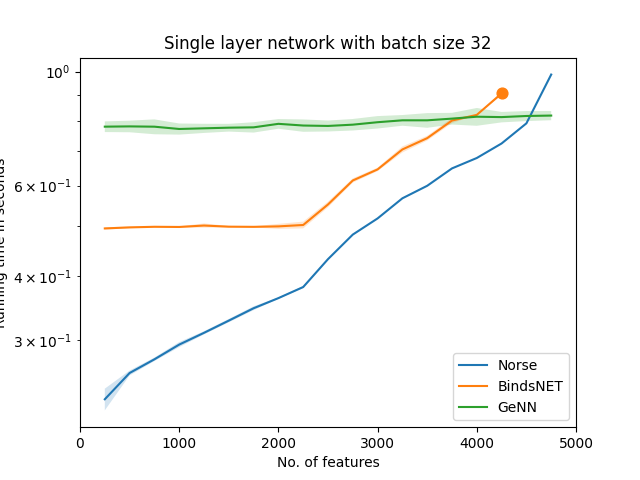 Single layer network with batch size 32
Running time in seconds
10⁰
6 × 10⁻¹
4 × 10⁻¹
3 × 10⁻¹
0 1000 2000 3000 4000 5000
No. of features
Norse
BindsNET
GeNN